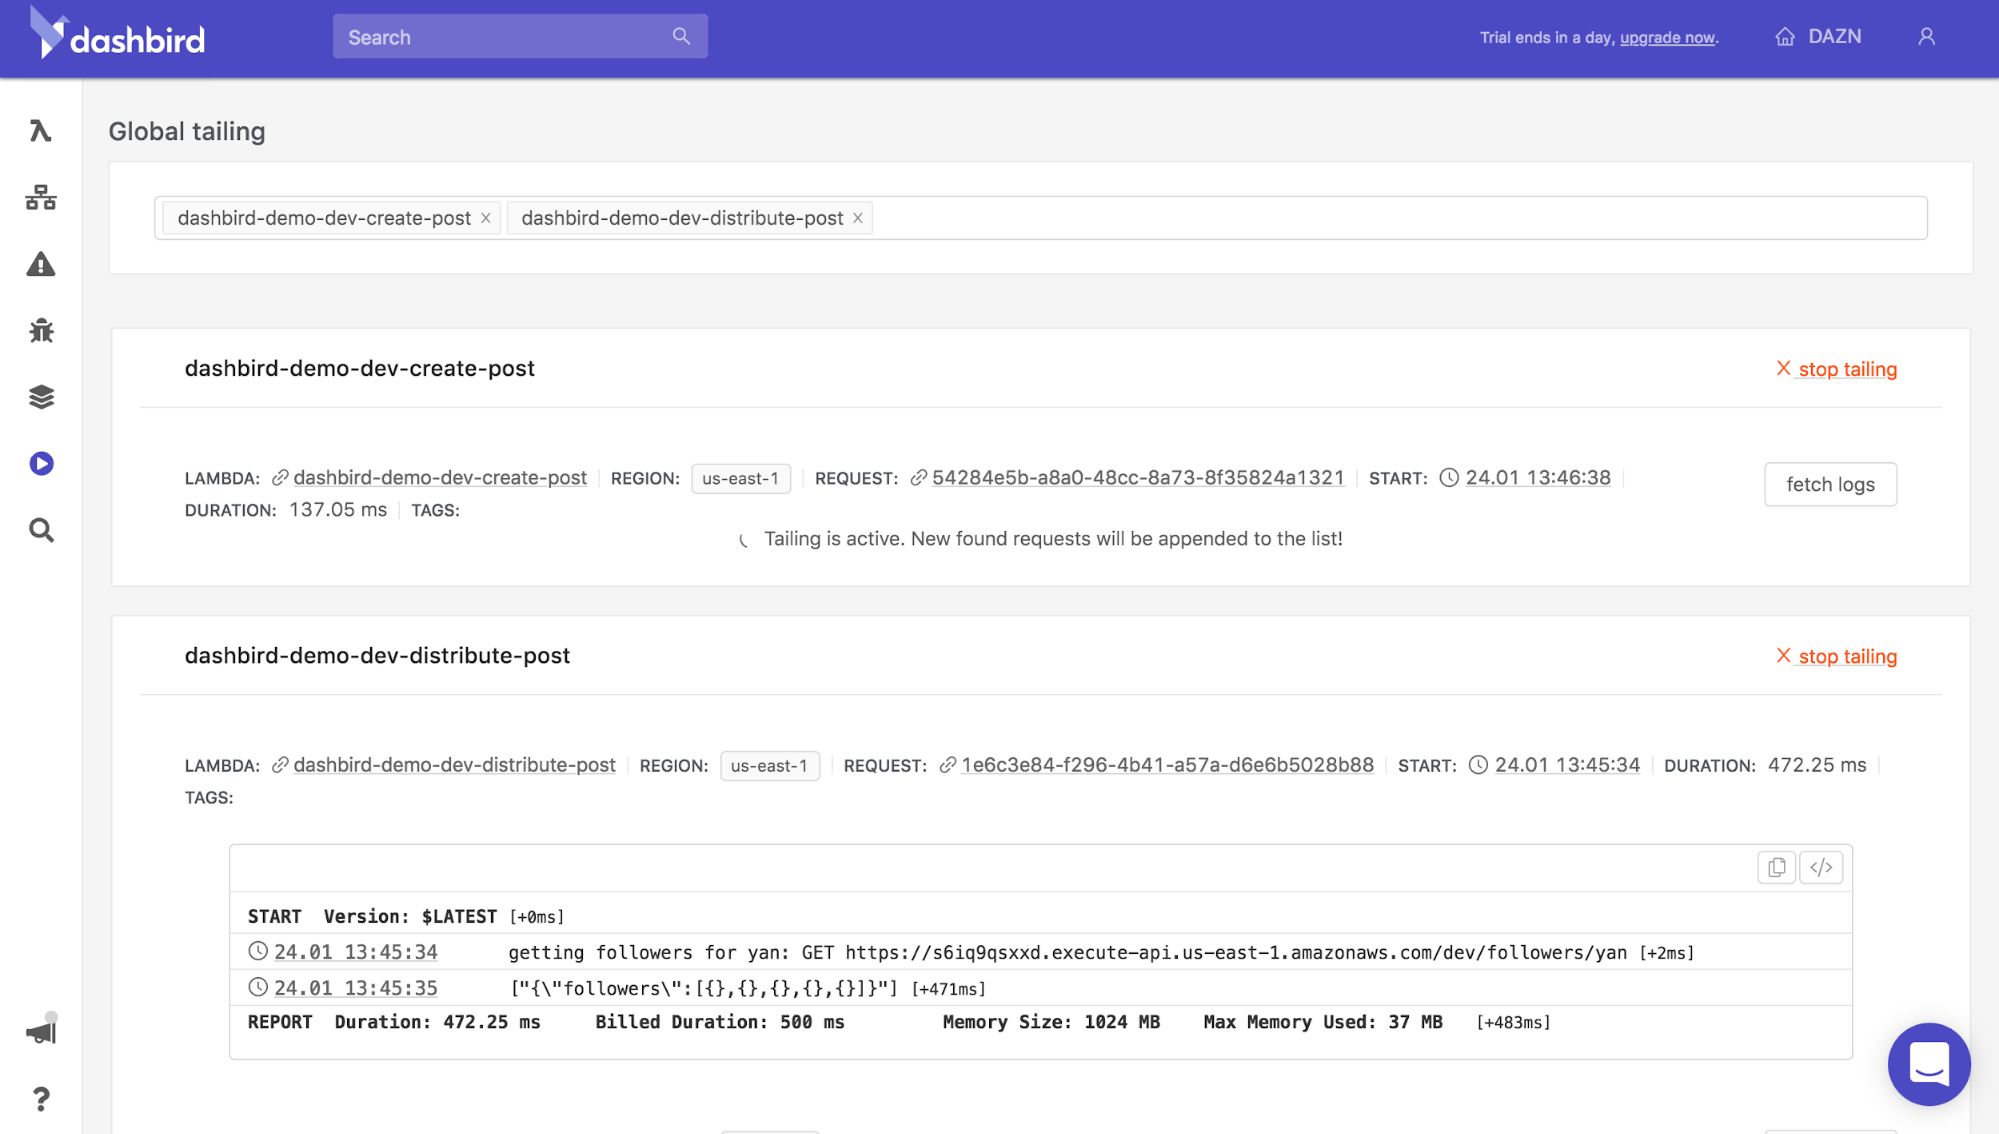 dashbird
Search
Trial ends in a day, upgrade now.
DAZN
Global tailing
dashbird-demo-dev-create-post × dashbird-demo-dev-distribute-post ×
dashbird-demo-dev-create-post
× stop tailing
LAMBDA: dashbird-demo-dev-create-post REGION: us-east-1 REQUEST: 54284e5b-a8a0-48cc-8a73-8f35824a1321 START: 24.01 13:46:38
fetch logs
DURATION: 137.05 ms TAGS:
Tailing is active. New found requests will be appended to the list!
dashbird-demo-dev-distribute-post
× stop tailing
LAMBDA: dashbird-demo-dev-distribute-post REGION: us-east-1 REQUEST: 1e6c3e84-f296-4b41-a57a-d6e6b5028b88 START: 24.01 13:45:34 DURATION: 472.25 ms
TAGS:
</>
START Version: $LATEST [+0ms]
24.01 13:45:34 getting followers for yan: GET https://s6iq9qsxxd.execute-api.us-east-1.amazonaws.com/dev/followers/yan [+2ms]
24.01 13:45:35 ["{\"followers\":[{},{},{},{},{}]}"] [+471ms]
REPORT Duration: 472.25 ms Billed Duration: 500 ms Memory Size: 1024 MB Max Memory Used: 37 MB [+483ms]
?